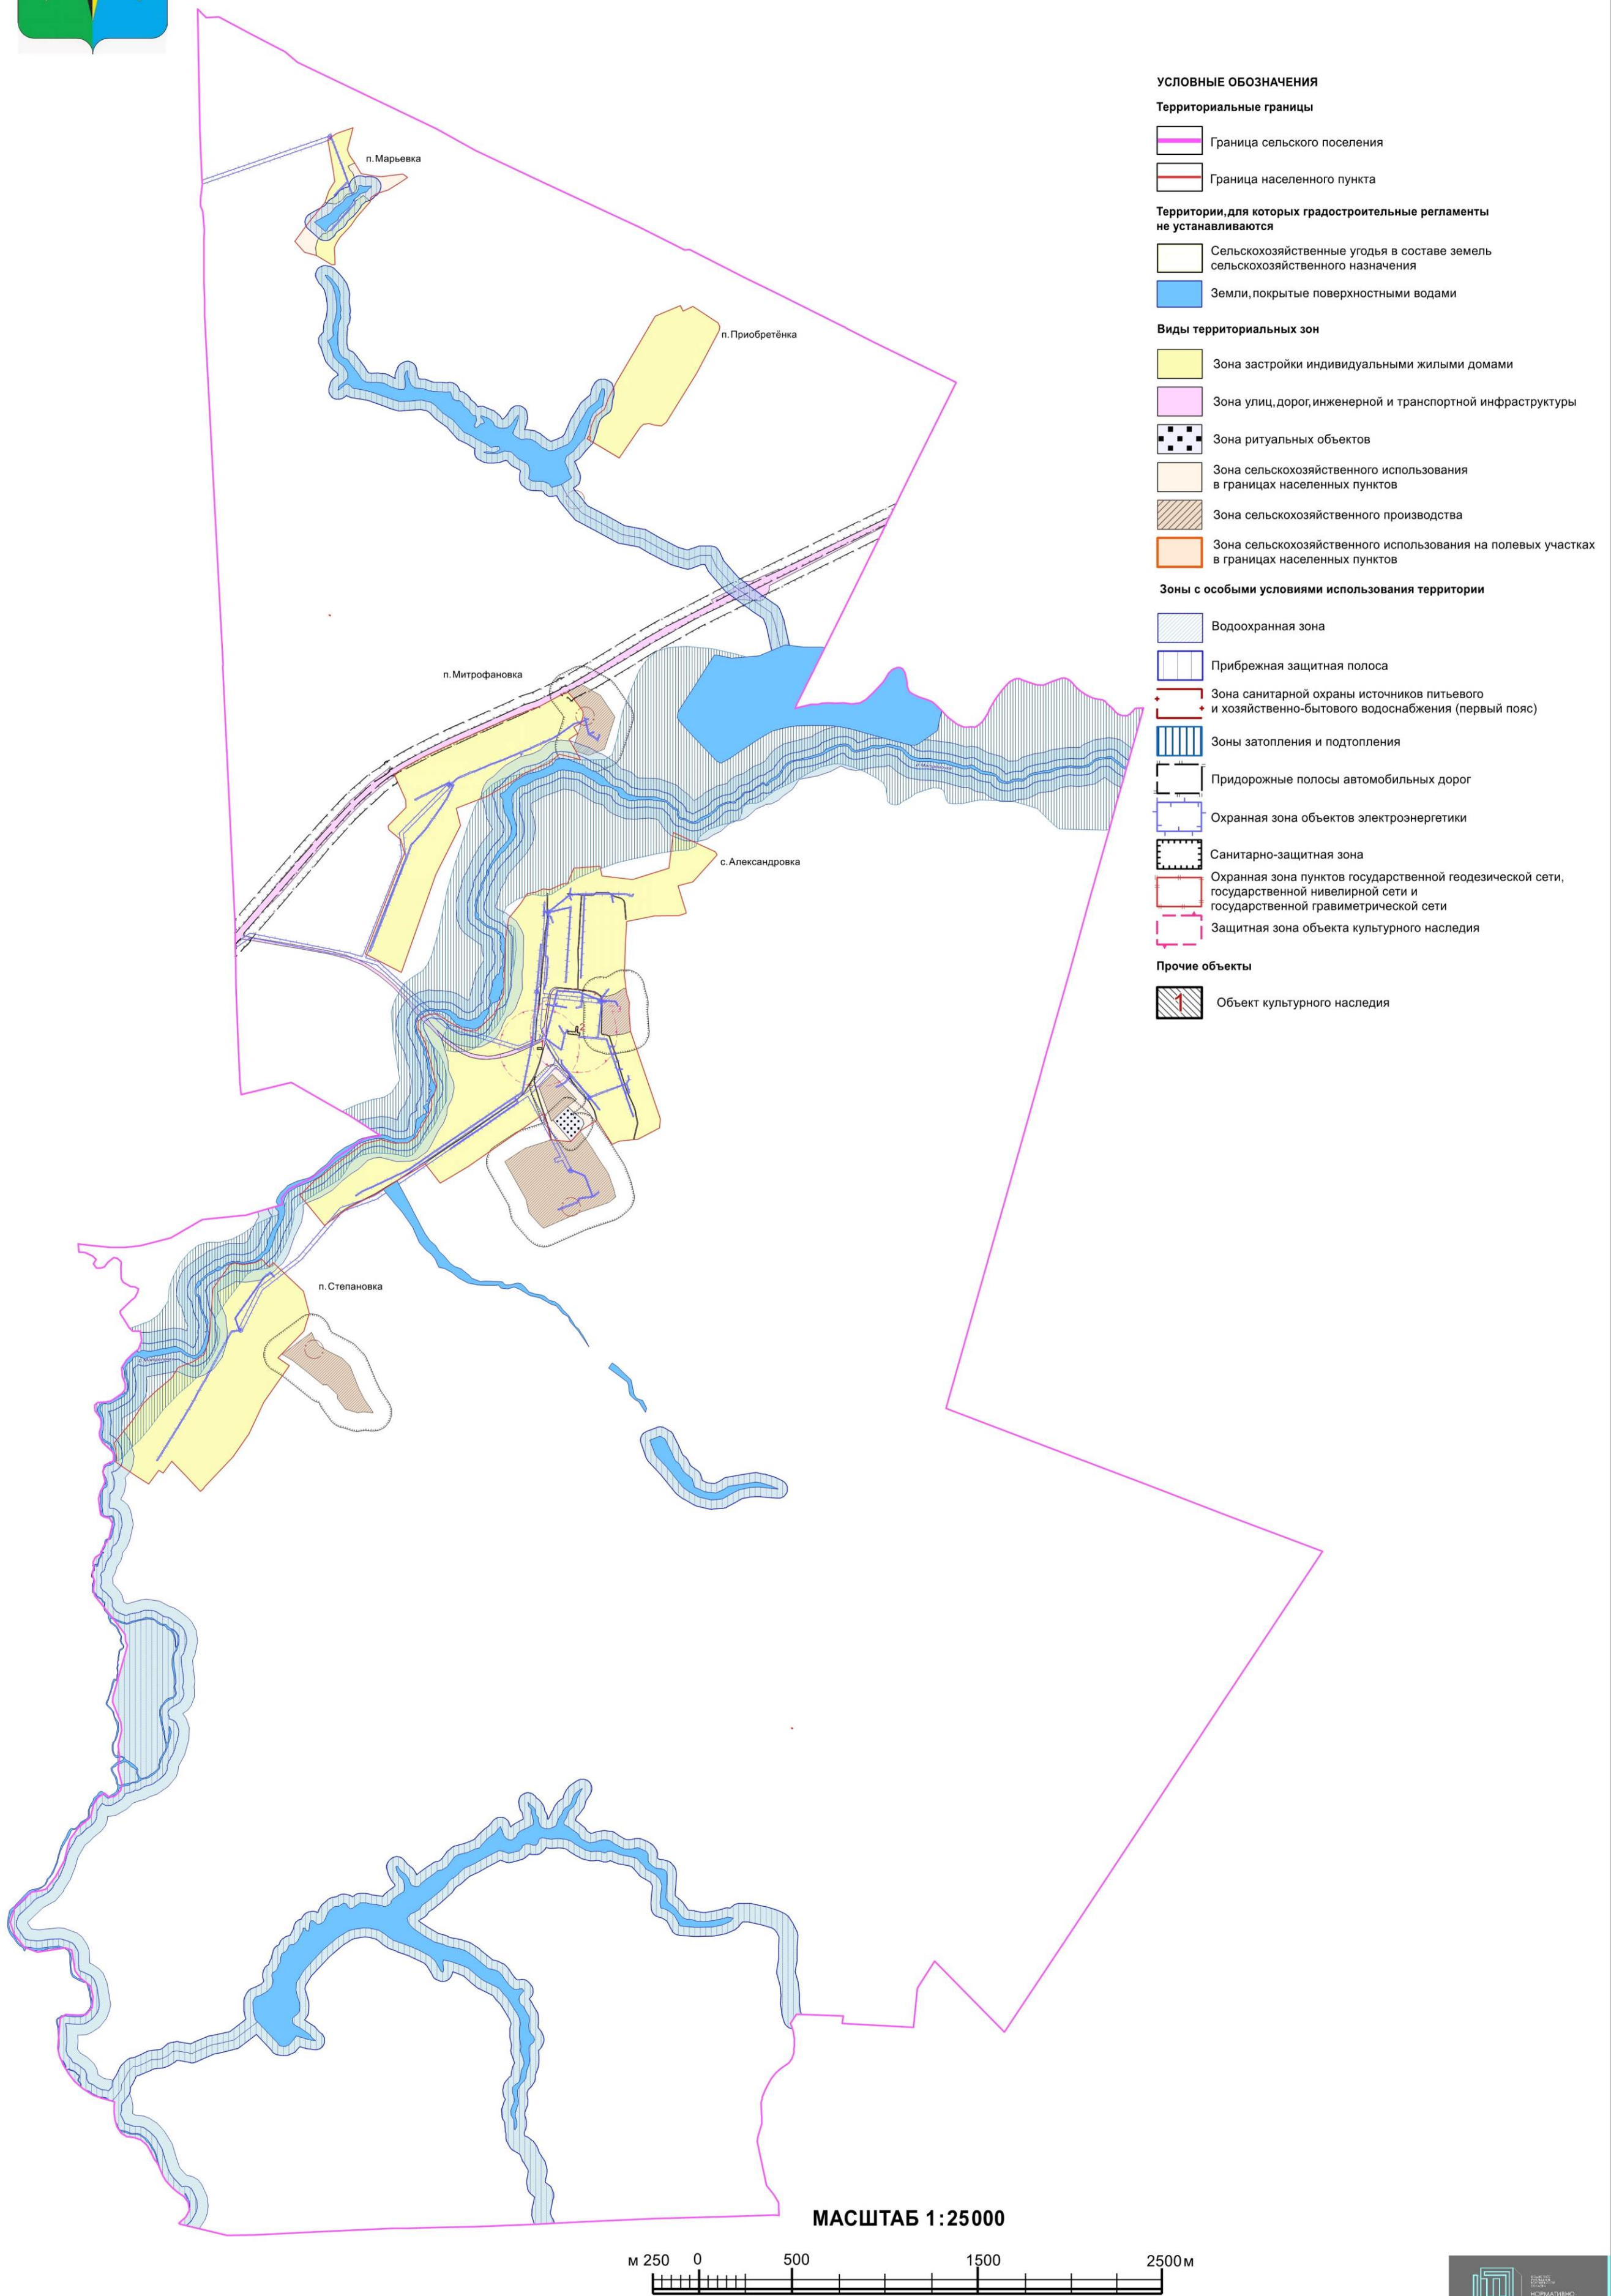 УСЛОВНЫЕ ОБОЗНАЧЕНИЯ
Территориальные границы
Граница сельского поселения
Граница населенного пункта
Территории, для которых градостроительные регламенты
не устанавливаются
Сельскохозяйственные угодья в составе земель
сельскохозяйственного назначения
Земли, покрытые поверхностными водами
Виды территориальных зон
Зона застройки индивидуальными жилыми домами
Зона улиц, дорог, инженерной и транспортной инфраструктуры
Зона ритуальных объектов
Зона сельскохозяйственного использования
в границах населенных пунктов
Зона сельскохозяйственного производства
Зона сельскохозяйственного использования на полевых участках
в границах населенных пунктов
Зоны с особыми условиями использования территории
Водоохранная зона
Прибрежная защитная полоса
Зона санитарной охраны источников питьевого
и хозяйственно-бытового водоснабжения (первый пояс)
Зоны затопления и подтопления
Придорожные полосы автомобильных дорог
Охранная зона объектов электроэнергетики
Санитарно-защитная зона
Охранная зона пунктов государственной геодезической сети,
государственной нивелирной сети и
государственной гравиметрической сети
Защитная зона объекта культурного наследия
Прочие объекты
1
Объект культурного наследия
п.Марьевка
п.Приобретёнка
п.Митрофановка
с.Александровка
п.Степановка
МАСШТАБ 1:25000
м 250 0 500 1500 2500м
НОРМАТИВНО